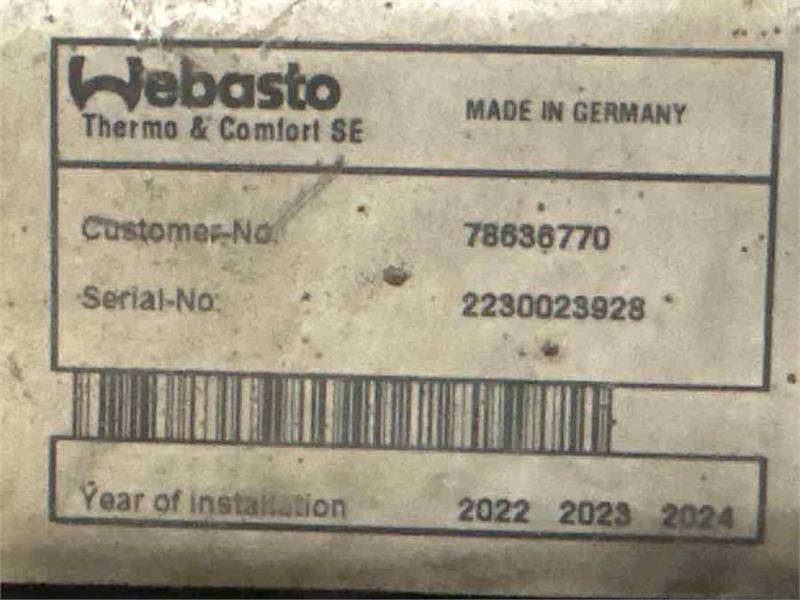 Webasto
Thermo & Comfort SE
MADE IN GERMANY
Customer-No. 78636770
Serial-No. 2230023928
Year of installation 2022 2023 2024